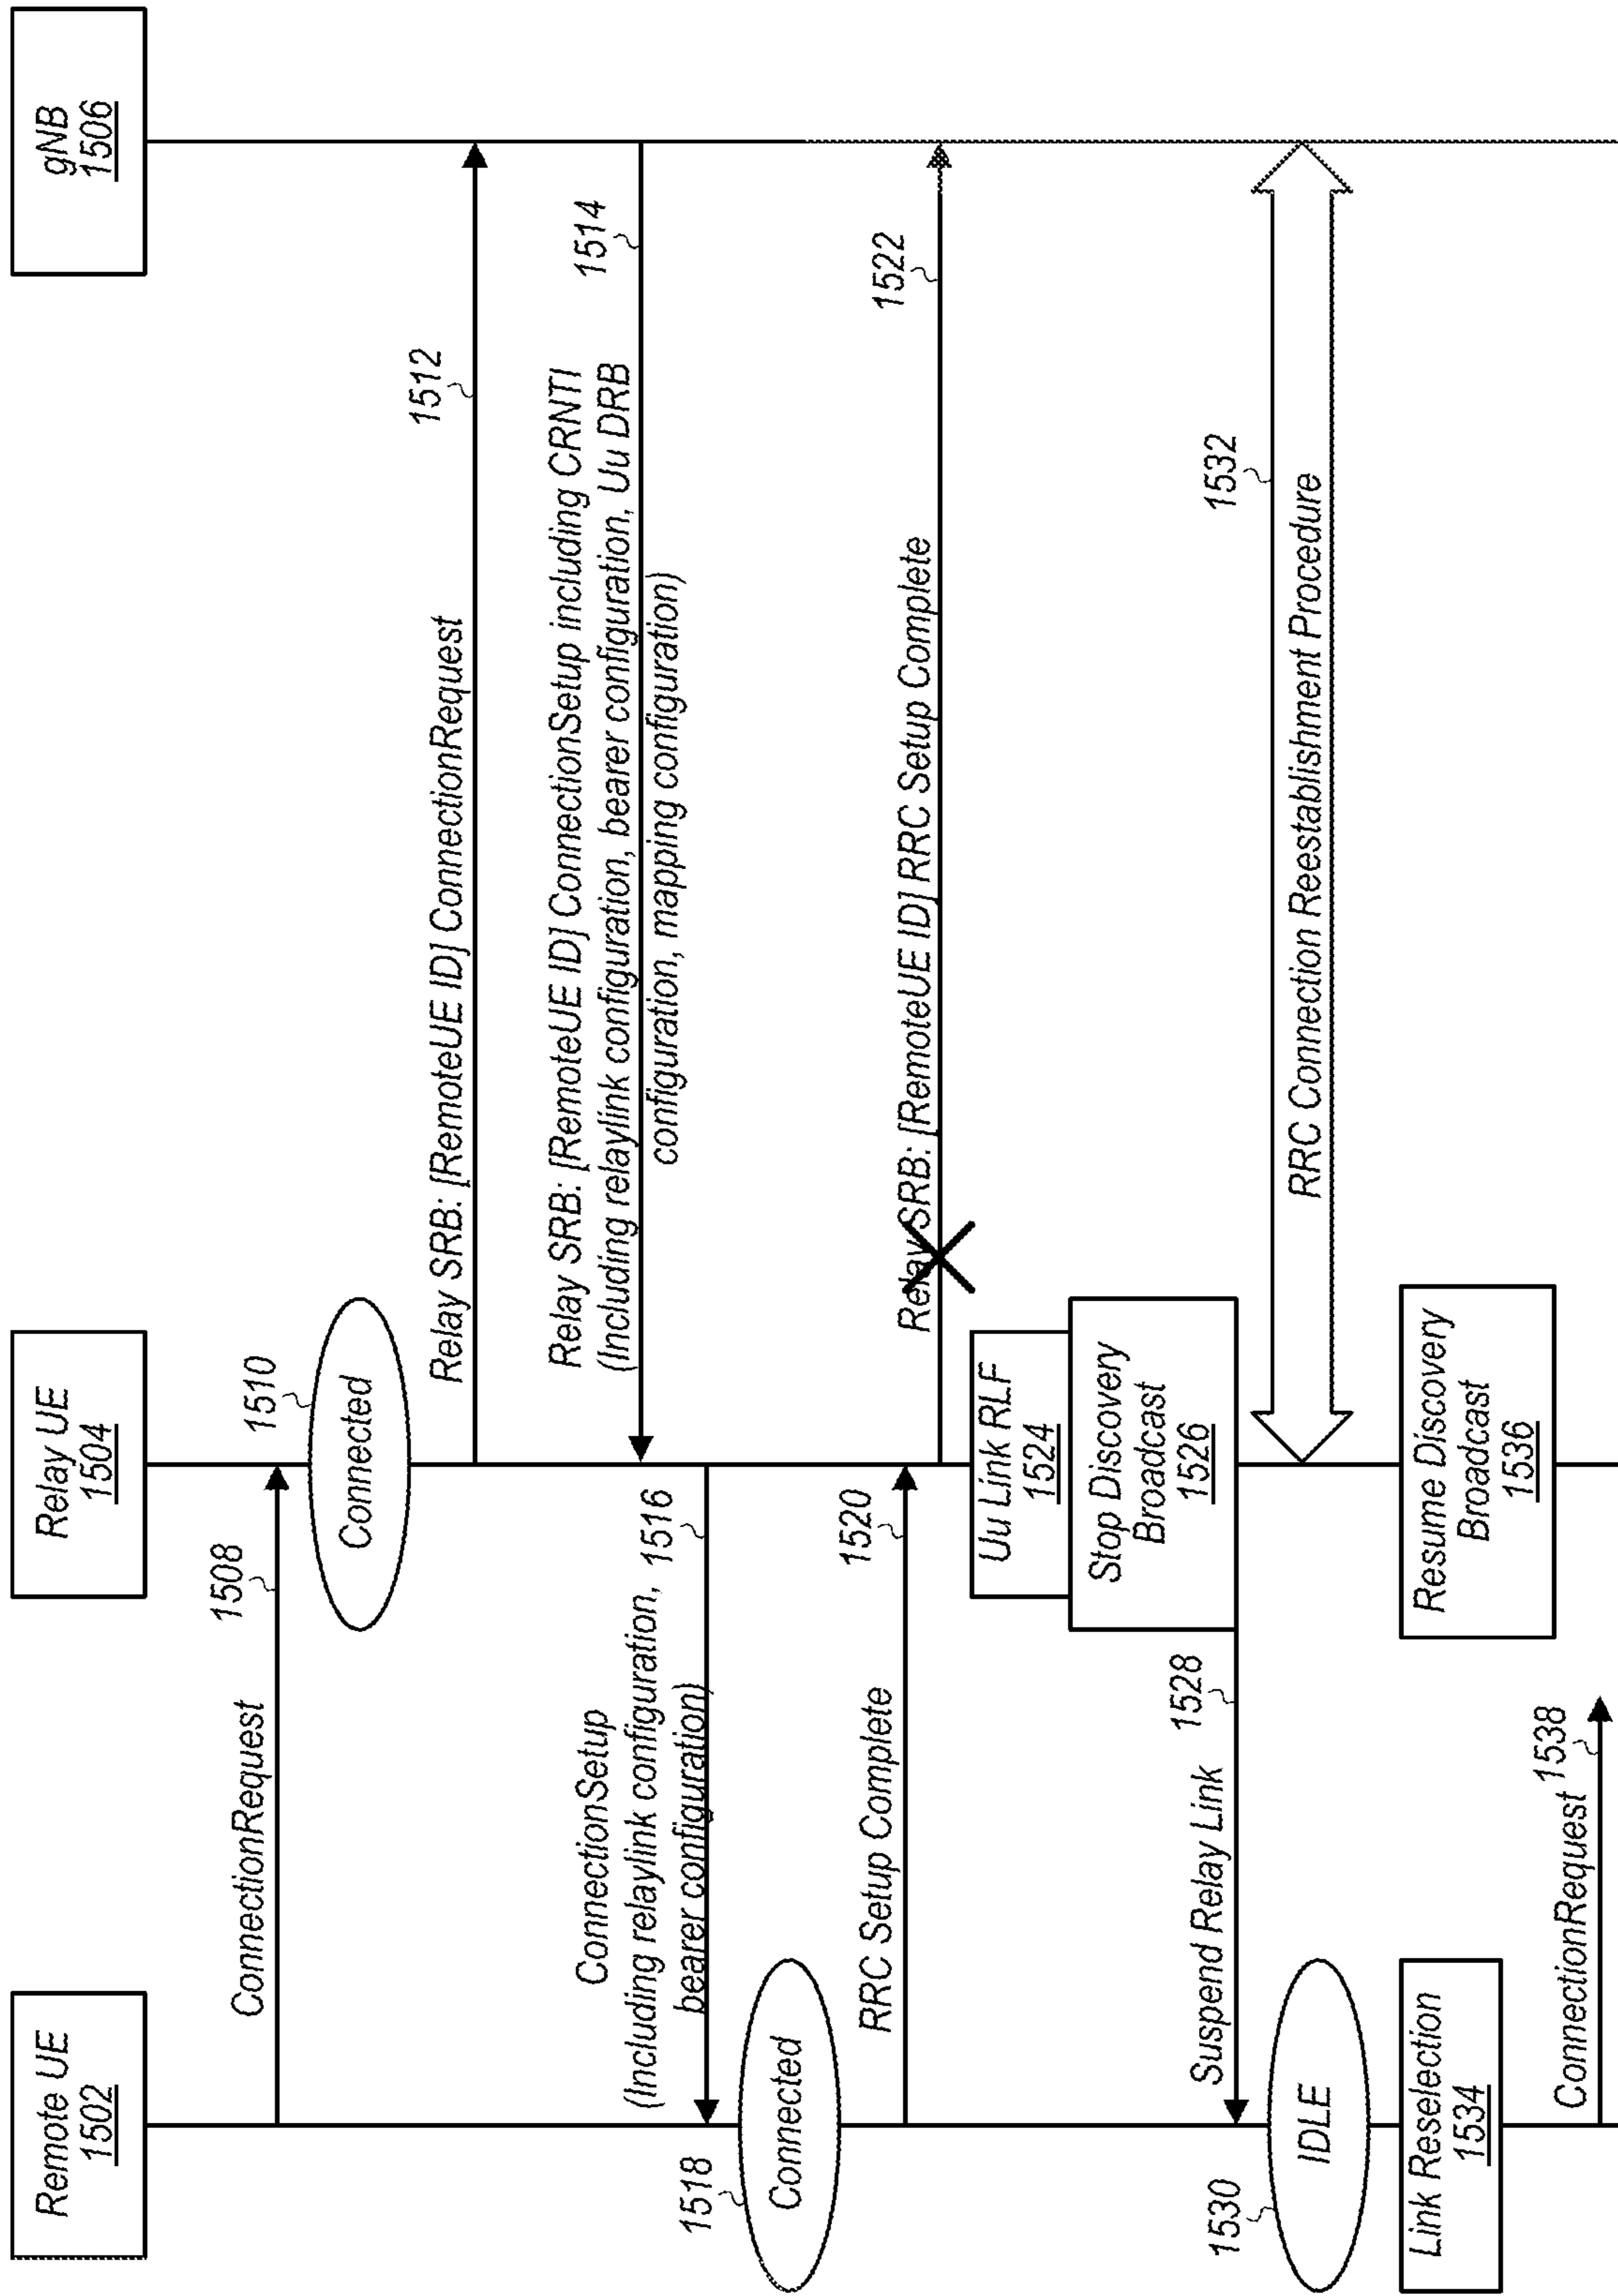 Remote UE
1502
Relay UE
1504
gNB
1506
ConnectionRequest
1508
1510
Connected
1512
Relay SRB: [RemoteUE ID] ConnectionRequest
1514
Relay SRB: [RemoteUE ID] ConnectionSetup including CRNTI
(Including relaylink configuration, bearer configuration, Uu DRB
configuration, mapping configuration)
ConnectionSetup
(Including relaylink configuration,
bearer configuration)
1516
1518
Connected
RRC Setup Complete
1520
1522
Relay SRB: [RemoteUE ID] RRC Setup Complete
Uu Link RLF
1524
Stop Discovery
Broadcast
1526
Suspend Relay Link
1528
1530
IDLE
1532
RRC Connection Reestablishment Procedure
Link Reselection
1534
Resume Discovery
Broadcast
1536
ConnectionRequest
1538